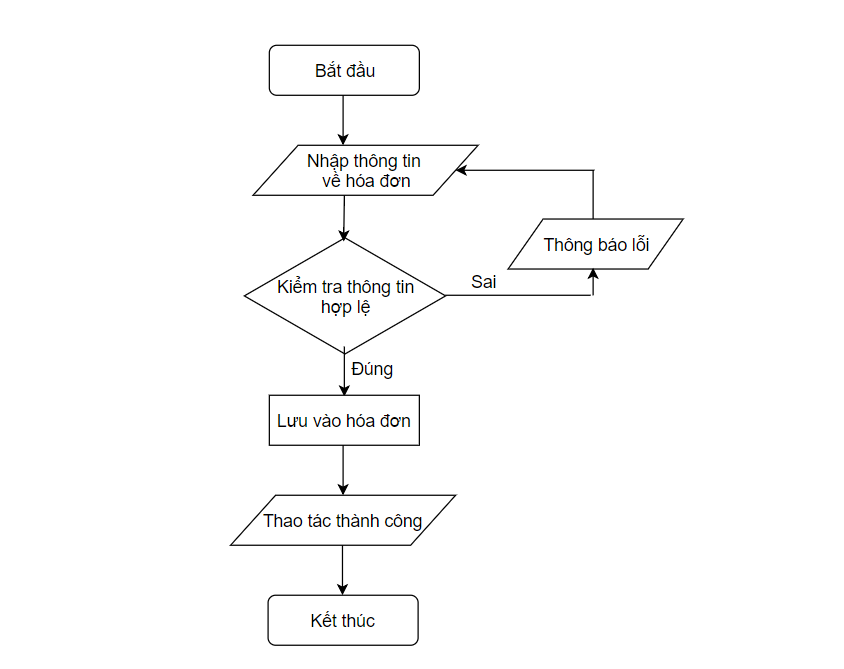 Bắt đầu
Nhập thông tin
về hóa đơn
Thông báo lỗi
Kiểm tra thông tin
hợp lệ
Sai
Đúng
Lưu vào hóa đơn
Thao tác thành công
Kết thúc